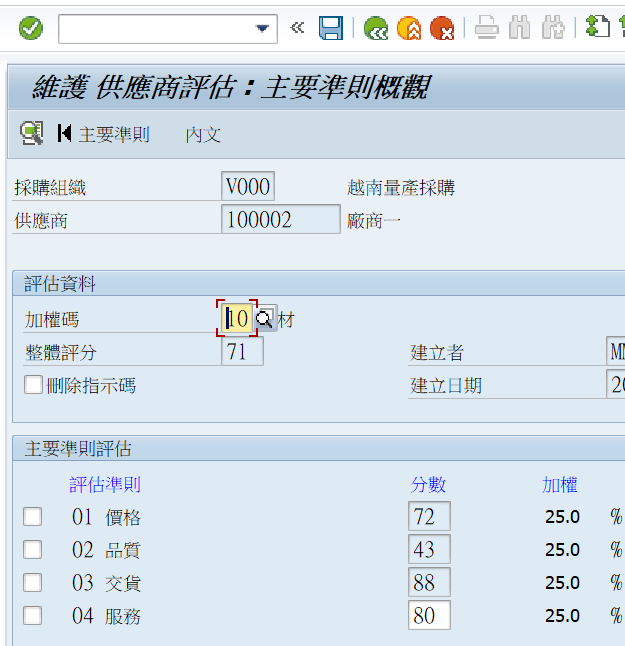 維護 供應商評估：主要準則概觀
主要準則 內文
採購組織 V000 越南量產採購
供應商 100002 廠商一
評估資料
加權碼 10 材
整體評分 71 建立者
刪除指示碼 建立日期
主要準則評估
評估準則 分數 加權
01 價格 72 25.0 %
02 品質 43 25.0 %
03 交貨 88 25.0 %
04 服務 80 25.0 %